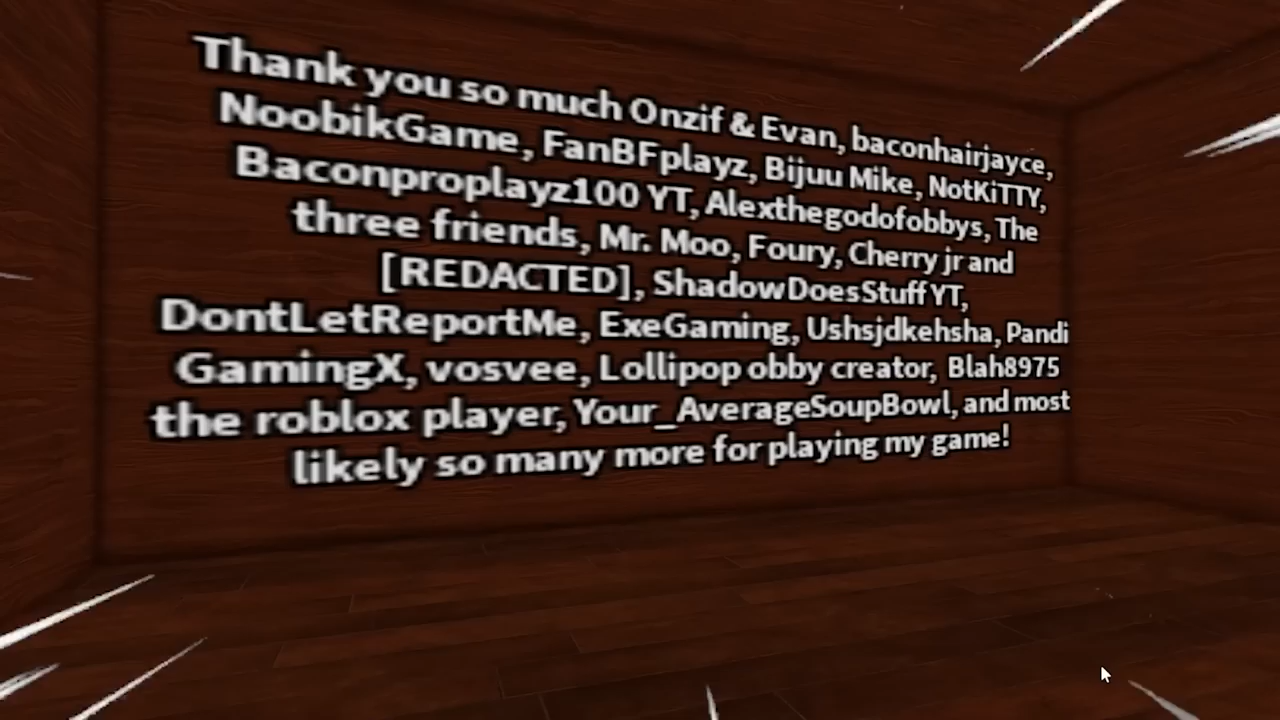 Thank you so much Onzif & Evan, baconhairjayce,
NoobikGame, FanBFplayz, Bijuu Mike, NotKiTTY,
Baconproplayz100 YT, Alexthegodofobbys, The
three friends, Mr. Moo, Foury, Cherry jr and
[REDACTED], ShadowDoesStuffYT,
DontLetReportMe, ExeGaming, Ushsjdkehsha, Pandi
GamingX, vosvee, Lollipop obby creator, Blah8975
the roblox player, Your_AverageSoupBowl, and most
likely so many more for playing my game!